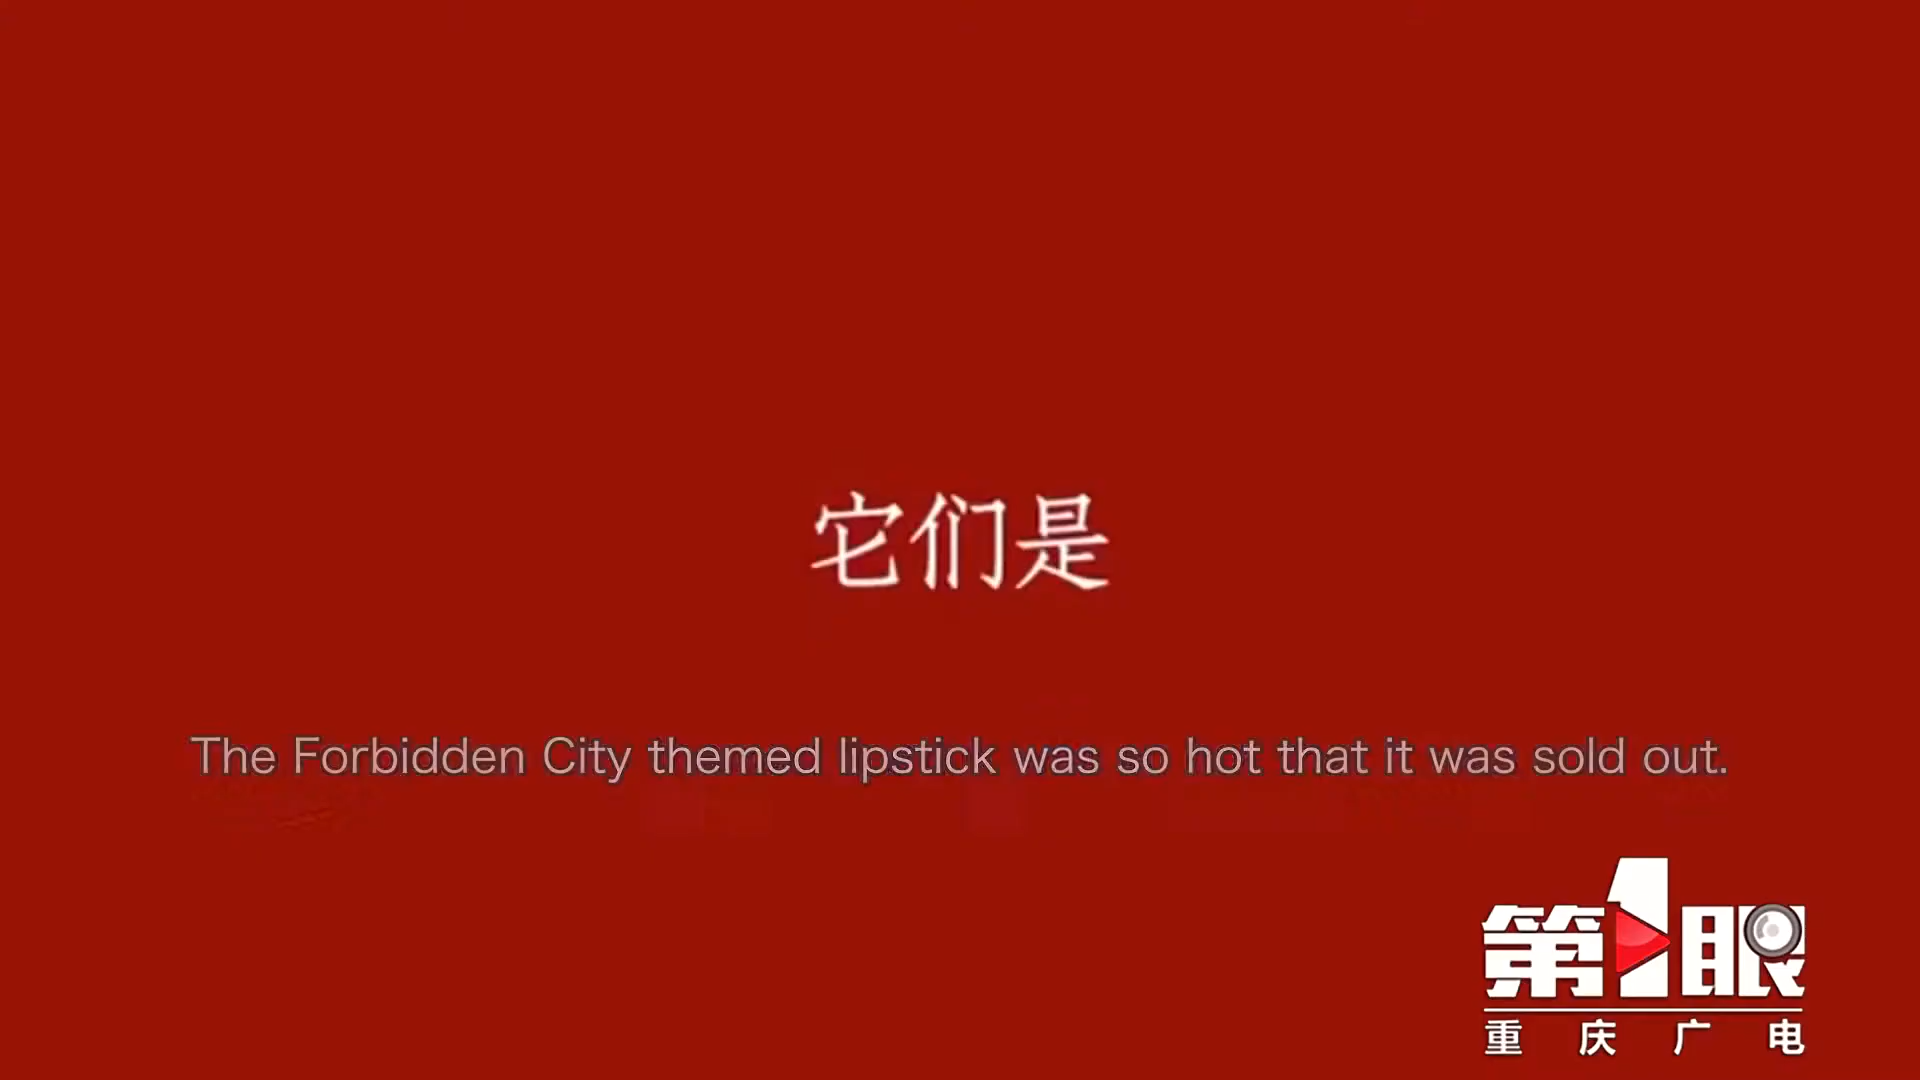 它们是
The Forbidden City themed lipstick was so hot that it was sold out.
第1眼
重庆广电